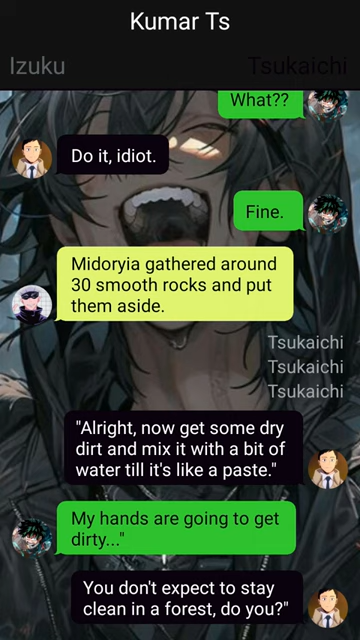 Kumar Ts
Izuku
Tsukaichi
What??
Do it, idiot.
Fine.
Midoryia gathered around
30 smooth rocks and put
them aside.
Tsukaichi
Tsukaichi
Tsukaichi
"Alright, now get some dry
dirt and mix it with a bit of
water till it's like a paste."
My hands are going to get
dirty..."
You don't expect to stay
clean in a forest, do you?"